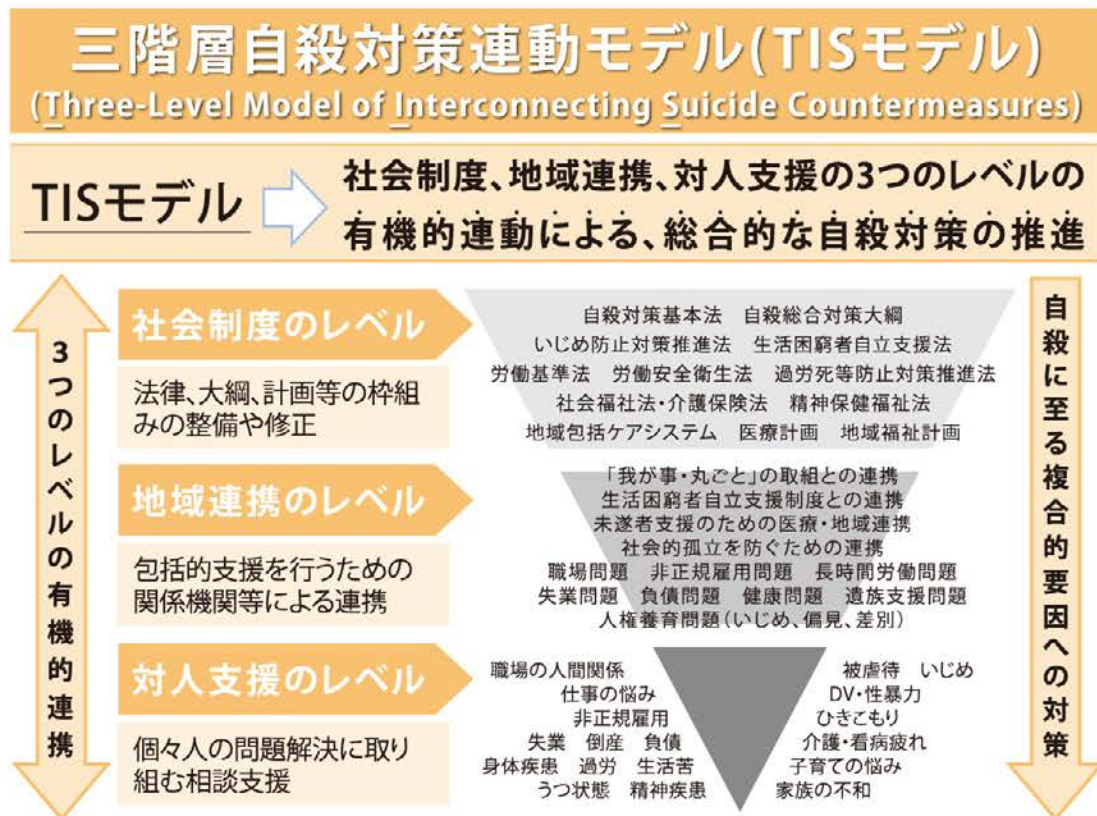 三階層自殺対策連動モデル(TISモデル)
(Three-Level Model of Interconnecting Suicide Countermeasures)
TISモデル
社会制度、地域連携、対人支援の3つのレベルの
有機的連動による、総合的な自殺対策の推進
3つのレベルの有機的連携
社会制度のレベル
法律、大綱、計画等の枠組
みの整備や修正
自殺対策基本法 自殺総合対策大綱
いじめ防止対策推進法 生活困窮者自立支援法
労働基準法 労働安全衛生法 過労死等防止対策推進法
社会福祉法・介護保険法 精神保健福祉法
地域包括ケアシステム 医療計画 地域福祉計画
地域連携のレベル
包括的支援を行うための
関係機関等による連携
「我が事・丸ごと」の取組との連携
生活困窮者自立支援制度との連携
未遂者支援のための医療・地域連携
社会的孤立を防ぐための連携
職場問題 非正規雇用問題 長時間労働問題
失業問題 負債問題 健康問題 遺族支援問題
人権養育問題(いじめ、偏見、差別)
対人支援のレベル
個々人の問題解決に取り
組む相談支援
職場の人間関係
仕事の悩み
非正規雇用
失業 倒産 負債
身体疾患 過労 生活苦
うつ状態 精神疾患
被虐待 いじめ
DV・性暴力
ひきこもり
介護・看病疲れ
子育ての悩み
家族の不和
自殺に至る複合的要因への対策